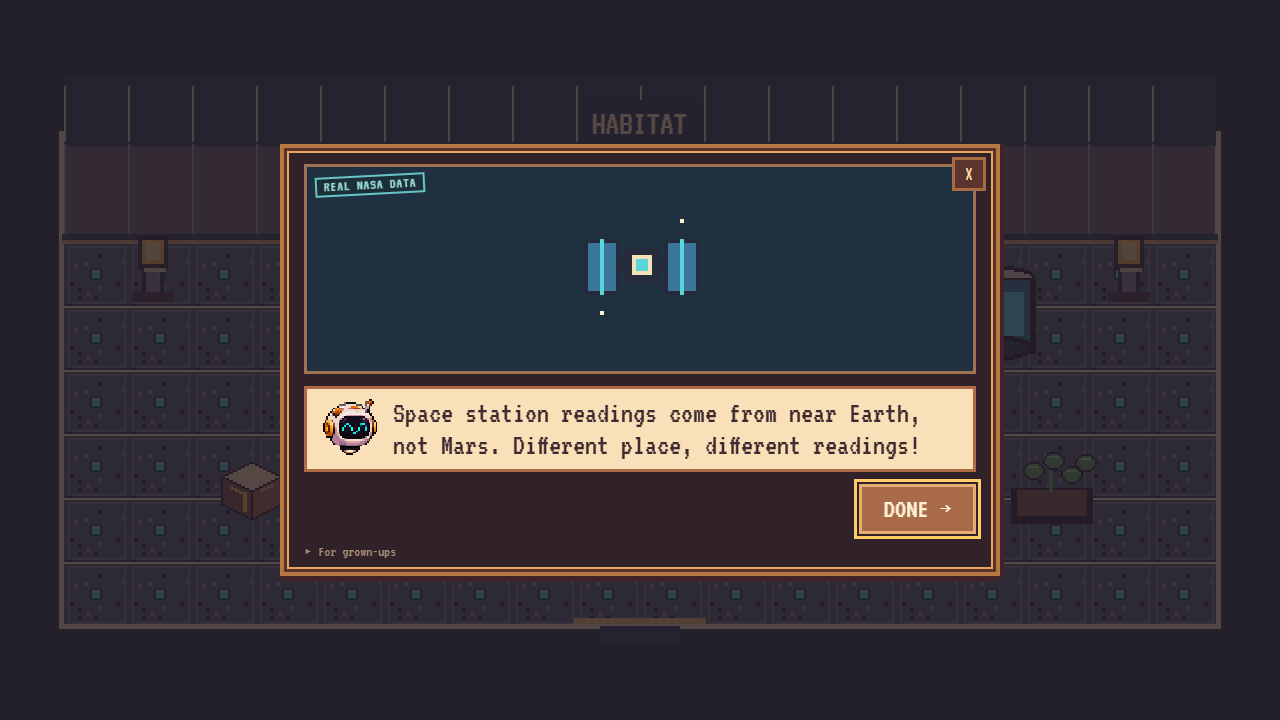 HABITAT
REAL NASA DATA
X
Space station readings come from near Earth,
not Mars. Different place, different readings!
DONE →
▸ For grown-ups